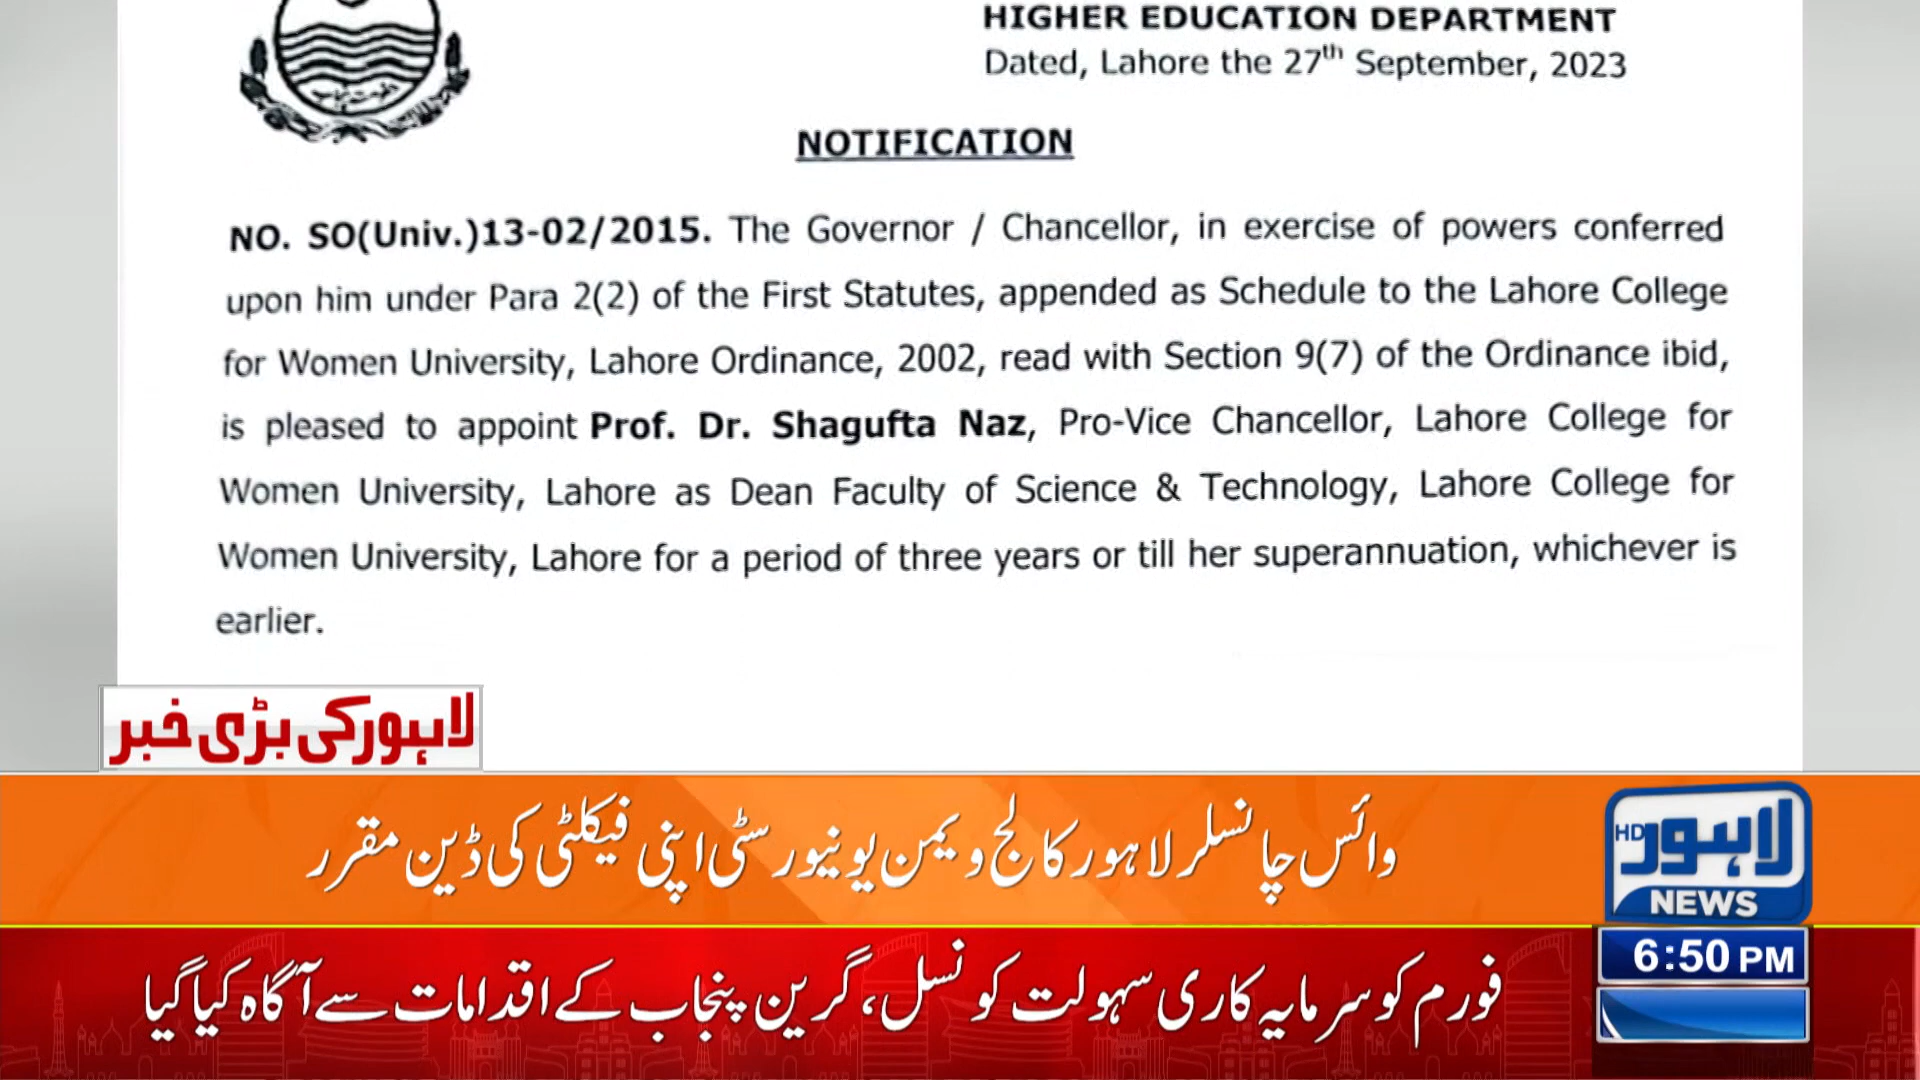 HIGHER EDUCATION DEPARTMENT
Dated, Lahore the 27th September, 2023
NOTIFICATION
NO. SO(Univ.)13-02/2015. The Governor / Chancellor, in exercise of powers conferred
upon him under Para 2(2) of the First Statutes, appended as Schedule to the Lahore College
for Women University, Lahore Ordinance, 2002, read with Section 9(7) of the Ordinance ibid,
is pleased to appoint Prof. Dr. Shagufta Naz, Pro-Vice Chancellor, Lahore College for
Women University, Lahore as Dean Faculty of Science & Technology, Lahore College for
Women University, Lahore for a period of three years or till her superannuation, whichever is
earlier.
لاہور کی بڑی خبر
وائس چانسلر لاہور کالج ویمن یونیورسٹی اپنی فیکلٹی کی ڈین مقرر
لاہور
HD
NEWS
6:50 PM
فورم کو سرمایہ کاری سہولت کونسل، گرین پنجاب کے اقدامات سے آگاہ کیا گیا